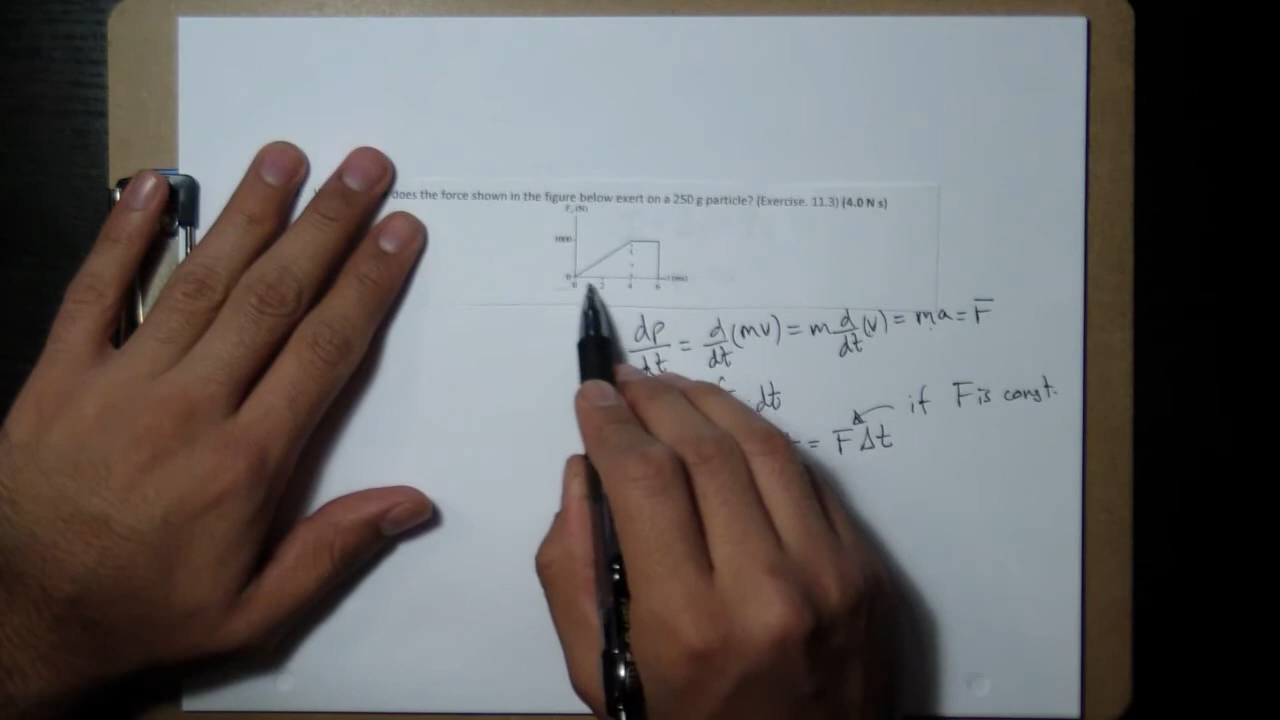 does the force shown in the figure below exert on a 250 g particle? (Exercise. 11.3) (4.0 N s)
Fₓ (N)
1000
0
0 2 4 6 t (ms)
dp/dt = d/dt (mv) = m d/dt (v) = ma = F̅
dt
= F Δt if F is const.